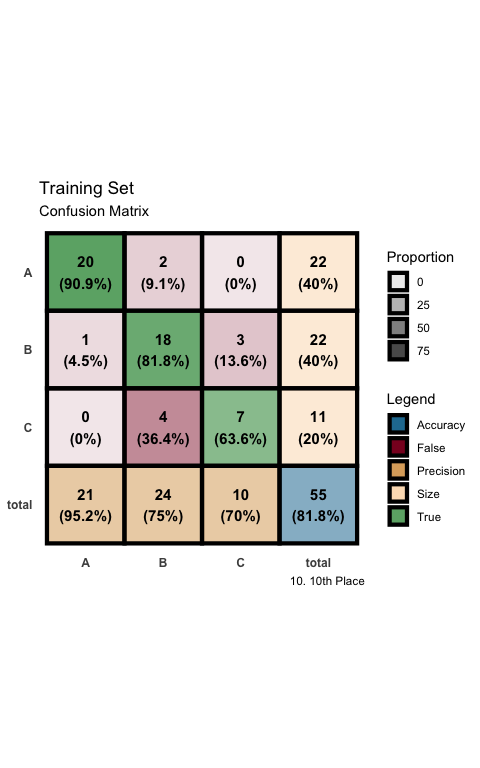 Training Set
Confusion Matrix
A
20
(90.9%)
2
(9.1%)
0
(0%)
22
(40%)
B
1
(4.5%)
18
(81.8%)
3
(13.6%)
22
(40%)
C
0
(0%)
4
(36.4%)
7
(63.6%)
11
(20%)
total
21
(95.2%)
24
(75%)
10
(70%)
55
(81.8%)
A
B
C
total
10. 10th Place
Proportion
0
25
50
75
Legend
Accuracy
False
Precision
Size
True